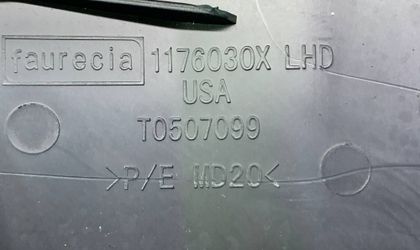 faurecia 1176030X LHD
USA
T0507099
>P/E MD20<